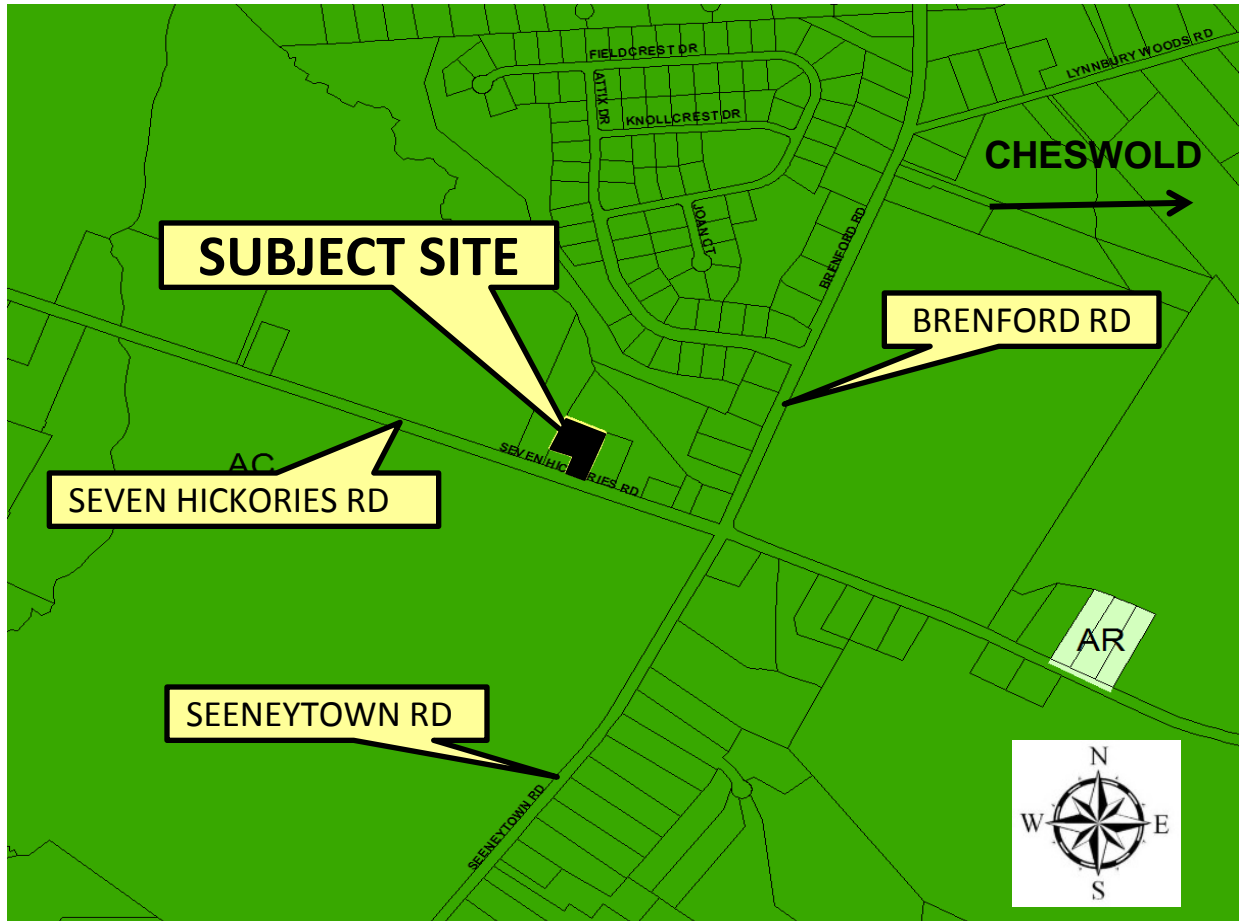 FIELDCREST DR
LYNNBURY WOODS RD
ATTIX DR
KNOLLCREST DR
CHESWOLD
JOAN CT
SUBJECT SITE
BRENFORD RD
BRENFORD RD
SEVEN HICKORIES RD
AC
SEVEN HICKORIES RD
AR
SEENEYTOWN RD
SEENEYTOWN RD
N
W
E
S